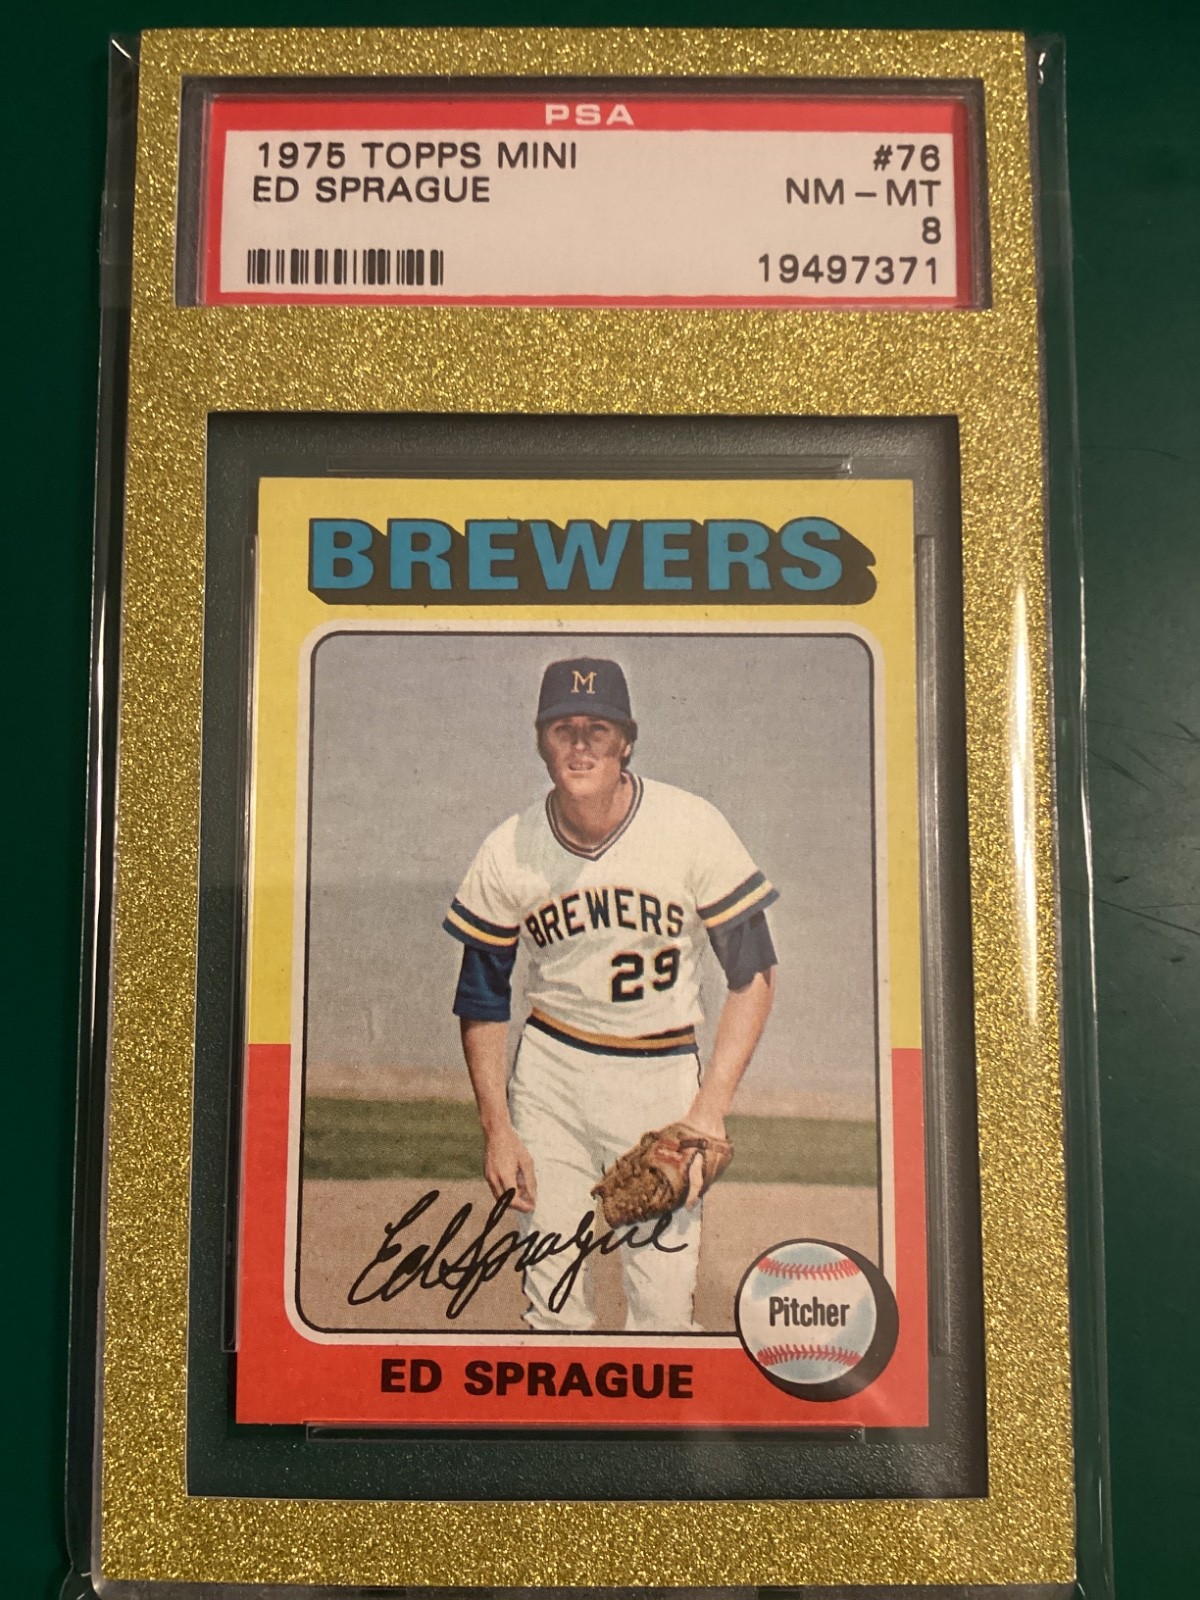 PSA
1975 TOPPS MINI #76
ED SPRAGUE NM - MT
8
19497371
BREWERS
M
BREWERS
29
Ed Sprague
Pitcher
ED SPRAGUE